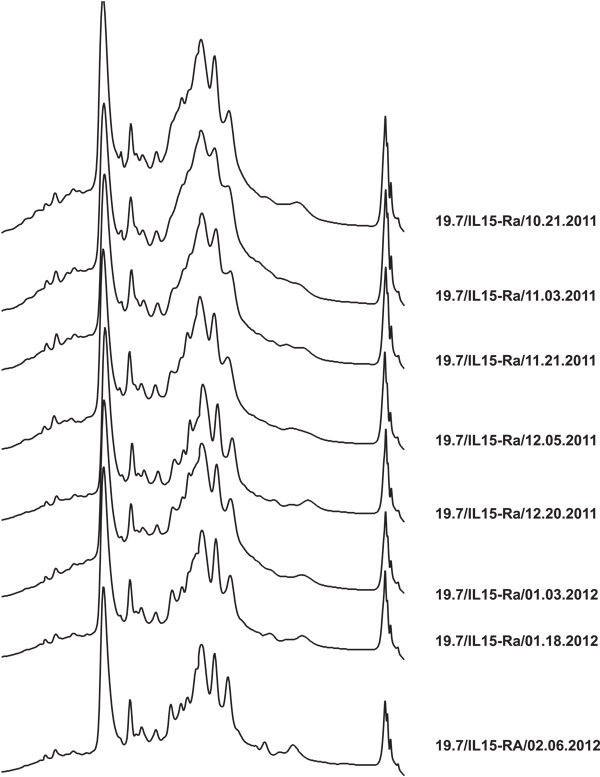 19.7/IL15-Ra/10.21.2011
19.7/IL15-Ra/11.03.2011
19.7/IL15-Ra/11.21.2011
19.7/IL15-Ra/12.05.2011
19.7/IL15-Ra/12.20.2011
19.7/IL15-Ra/01.03.2012
19.7/IL15-Ra/01.18.2012
19.7/IL15-RA/02.06.2012